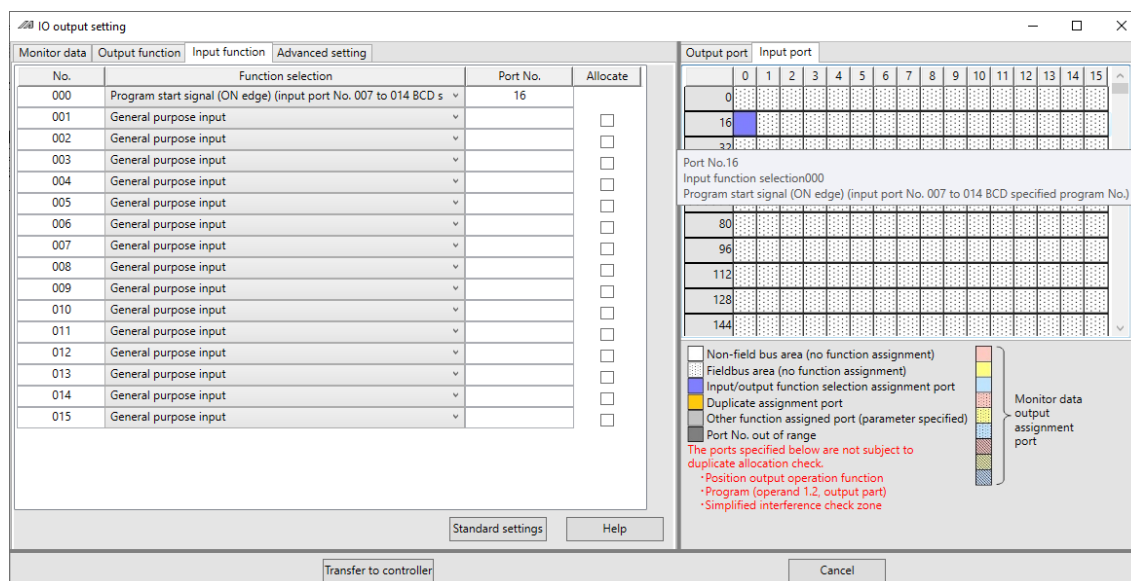 IO output setting
Monitor data Output function Input function Advanced setting
No. Function selection Port No. Allocate
000 Program start signal (ON edge) (input port No. 007 to 014 BCD s 16
001 General purpose input
002 General purpose input
003 General purpose input
004 General purpose input
005 General purpose input
006 General purpose input
007 General purpose input
008 General purpose input
009 General purpose input
010 General purpose input
011 General purpose input
012 General purpose input
013 General purpose input
014 General purpose input
015 General purpose input
Standard settings Help
Output port Input port
0 1 2 3 4 5 6 7 8 9 10 11 12 13 14 15
0
16
32
Port No.16
Input function selection000
Program start signal (ON edge) (input port No. 007 to 014 BCD specified program No.)
80
96
112
128
144
Non-field bus area (no function assignment)
Fieldbus area (no function assignment)
Input/output function selection assignment port
Duplicate assignment port
Other function assigned port (parameter specified)
Port No. out of range
Monitor data
output
assignment
port
The ports specified below are not subject to
duplicate allocation check.
・Position output operation function
・Program (operand 1.2, output part)
・Simplified interference check zone
Transfer to controller Cancel